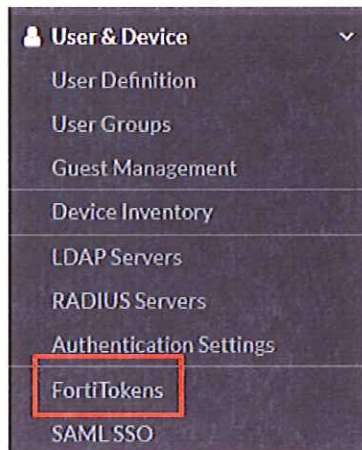 User & Device
User Definition
User Groups
Guest Management
Device Inventory
LDAP Servers
RADIUS Servers
Authentication Settings
FortiTokens
SAML SSO